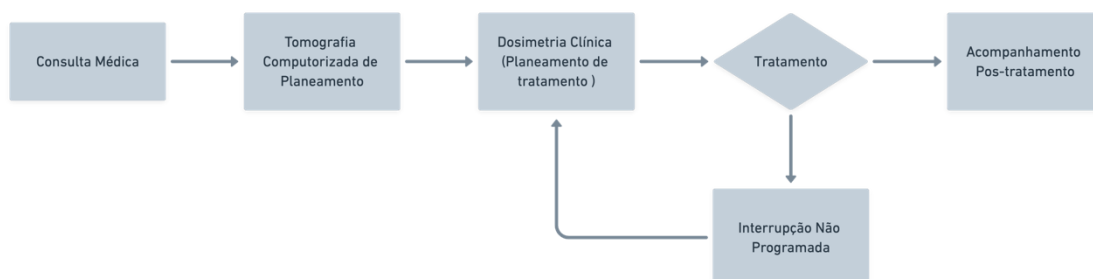 Consulta Médica
Tomografia
Computorizada de
Planeamento
Dosimetria Clínica
(Planeamento de
tratamento )
Tratamento
Acompanhamento
Pos-tratamento
Interrupção Não
Programada